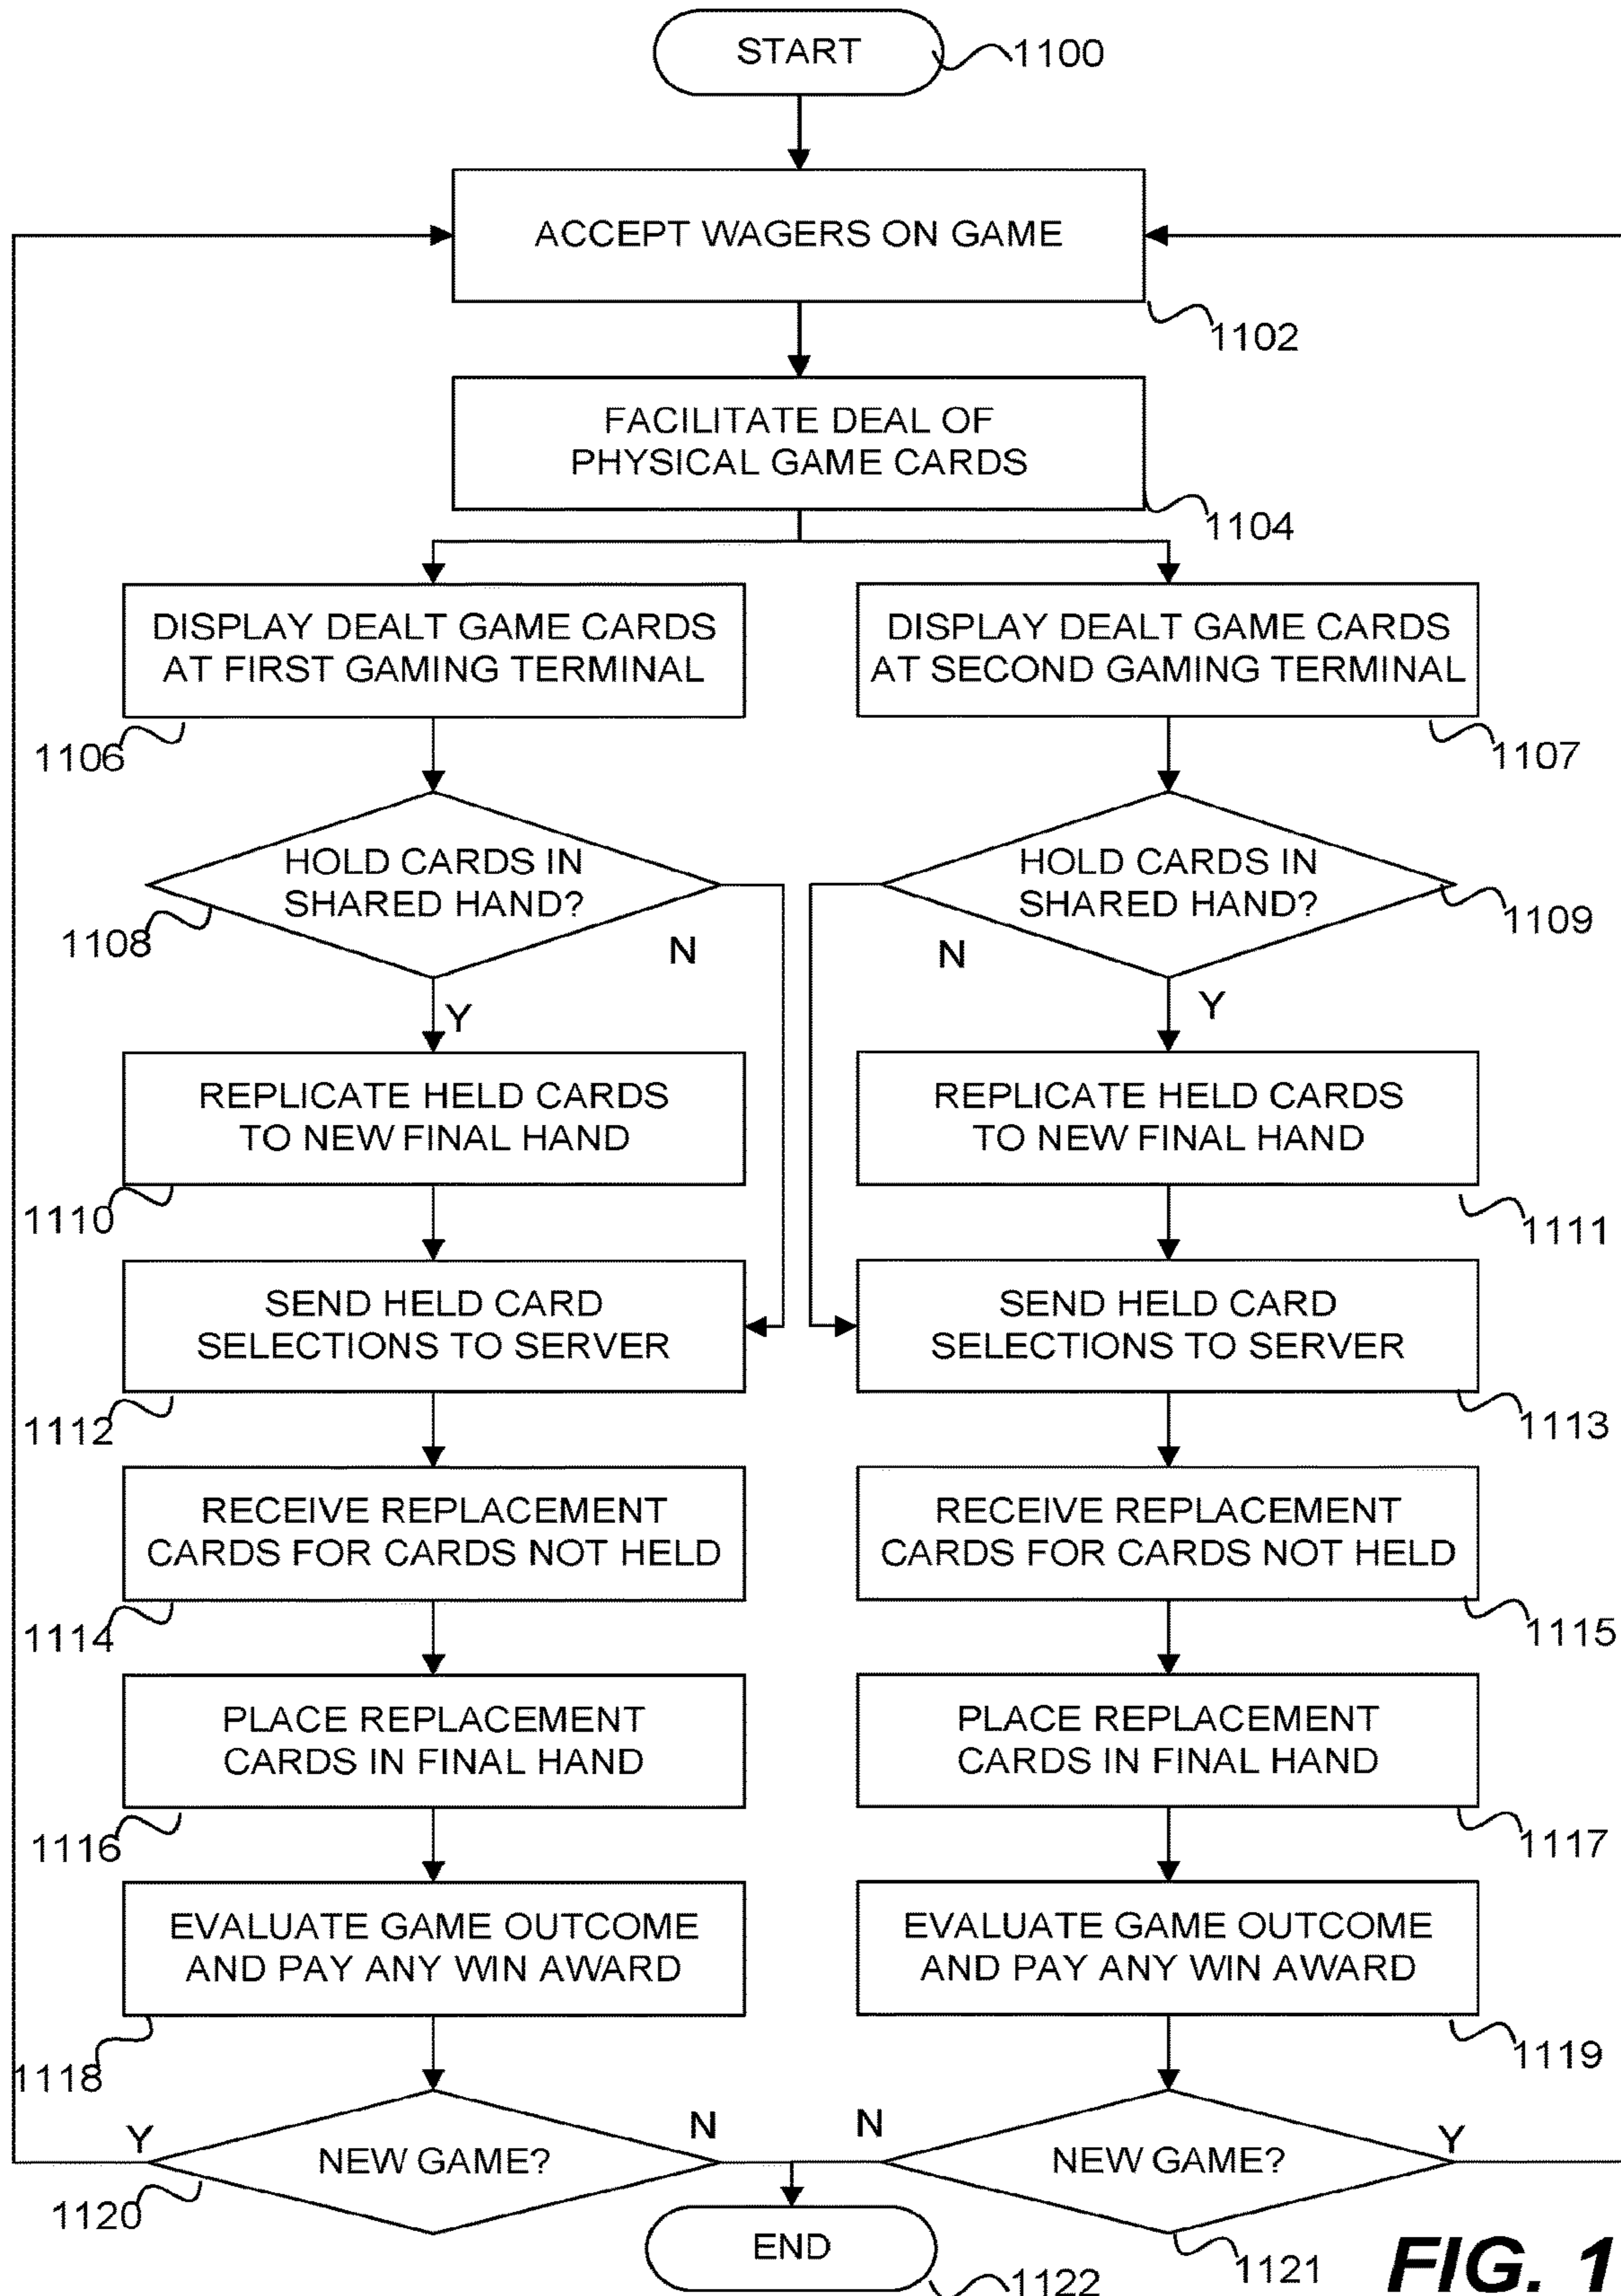 START
1100
ACCEPT WAGERS ON GAME
1102
FACILITATE DEAL OF
PHYSICAL GAME CARDS
1104
DISPLAY DEALT GAME CARDS
AT FIRST GAMING TERMINAL
1106
DISPLAY DEALT GAME CARDS
AT SECOND GAMING TERMINAL
1107
HOLD CARDS IN
SHARED HAND?
1108
N
Y
HOLD CARDS IN
SHARED HAND?
1109
N
Y
REPLICATE HELD CARDS
TO NEW FINAL HAND
1110
REPLICATE HELD CARDS
TO NEW FINAL HAND
1111
SEND HELD CARD
SELECTIONS TO SERVER
1112
SEND HELD CARD
SELECTIONS TO SERVER
1113
RECEIVE REPLACEMENT
CARDS FOR CARDS NOT HELD
1114
RECEIVE REPLACEMENT
CARDS FOR CARDS NOT HELD
1115
PLACE REPLACEMENT
CARDS IN FINAL HAND
1116
PLACE REPLACEMENT
CARDS IN FINAL HAND
1117
EVALUATE GAME OUTCOME
AND PAY ANY WIN AWARD
1118
EVALUATE GAME OUTCOME
AND PAY ANY WIN AWARD
1119
Y
NEW GAME?
N
1120
N
NEW GAME?
Y
1121
END
1122
FIG. 1